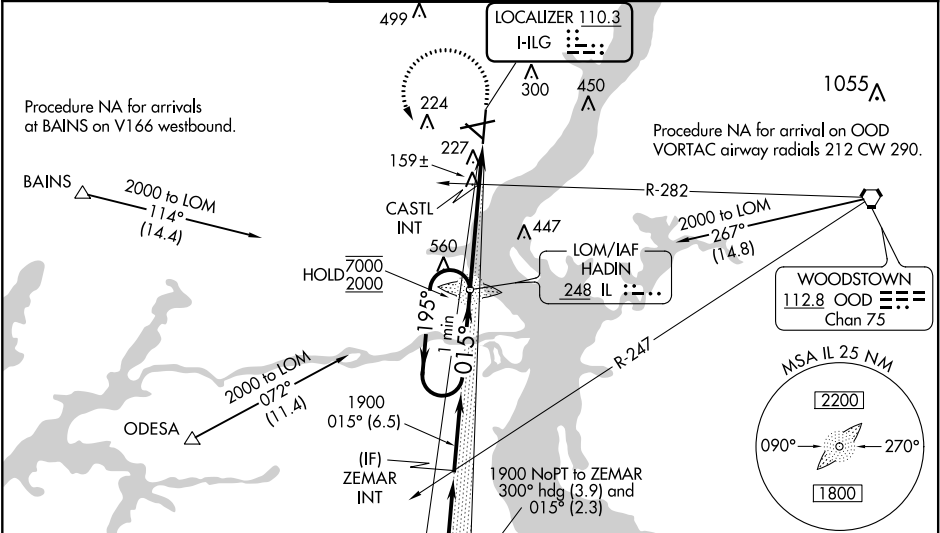 499
LOCALIZER 110.3
I-ILG
300
450
1055
224
Procedure NA for arrivals
at BAINS on V166 westbound.
Procedure NA for arrival on OOD
VORTAC airway radials 212 CW 290.
227
159±
BAINS
2000 to LOM
114°
(14.4)
CASTL
INT
R-282
2000 to LOM
267°
(14.8)
447
560
HOLD 7000
2000
LOM/IAF
HADIN
248 IL
WOODSTOWN
112.8 OOD
Chan 75
195°
1 min
015°
R-247
MSA IL 25 NM
2200
090°
270°
1800
2000 to LOM
072°
(11.4)
ODESA
1900
015° (6.5)
(IF)
ZEMAR
INT
1900 NoPT to ZEMAR
300° hdg (3.9) and
015° (2.3)